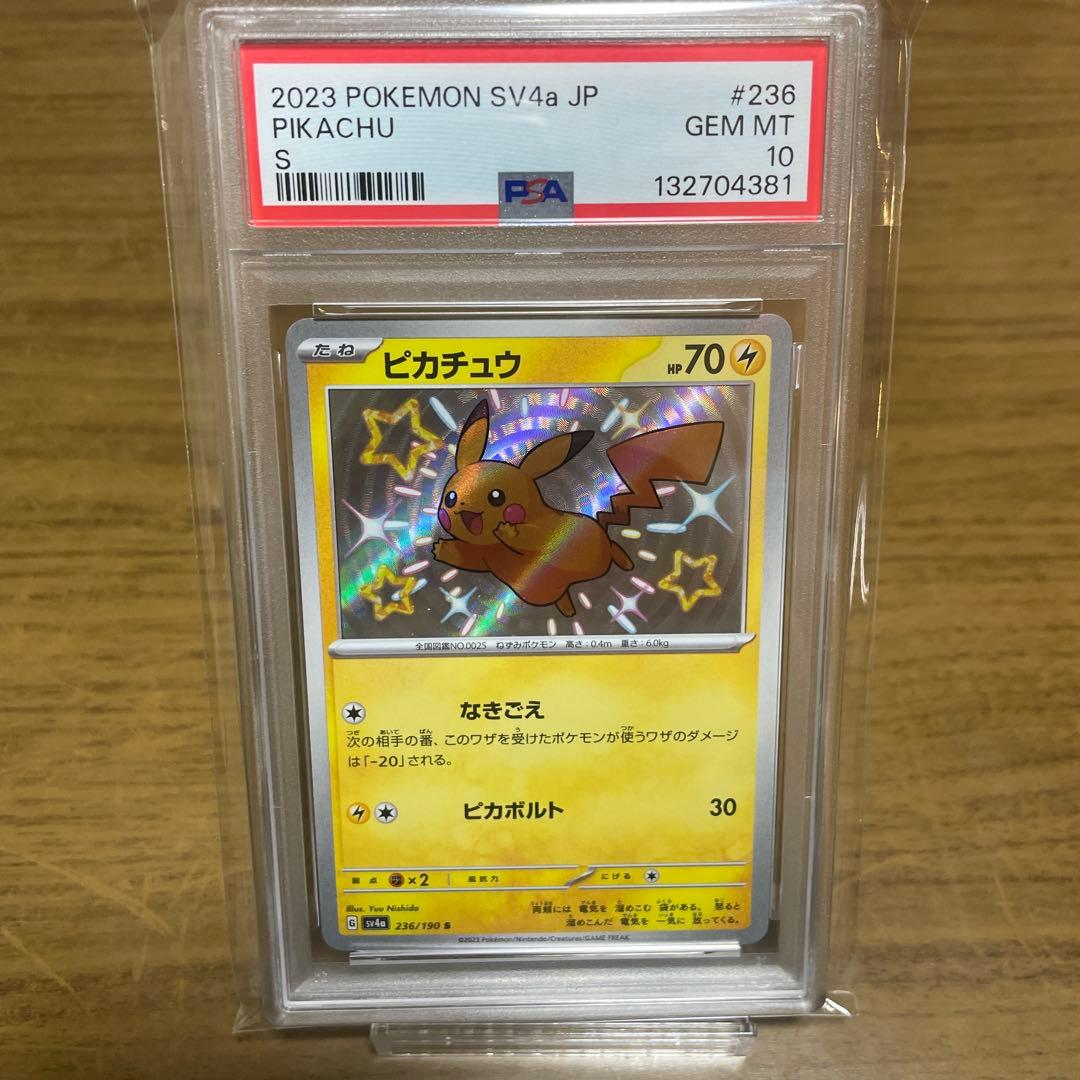 2023 POKEMON SV4a JP #236
PIKACHU GEM MT
S 10
PSA 132704381
たね ピカチュウ HP70
全国図鑑NO.0025 ねずみポケモン 高さ:0.4m 重さ:6.0kg
なきごえ
次の相手の番、このワザを受けたポケモンが使うワザのダメージ
は「-20」される。
ピカボルト 30
弱点 ×2 抵抗力 にげる
Illus. Yuu Nishida
両頬には 電気を 溜めこむ 袋がある。 怒ると
溜めこんだ 電気を 一気に 放ってくる。
G SV4a 236/190 S
©2023 Pokémon/Nintendo/Creatures/GAME FREAK